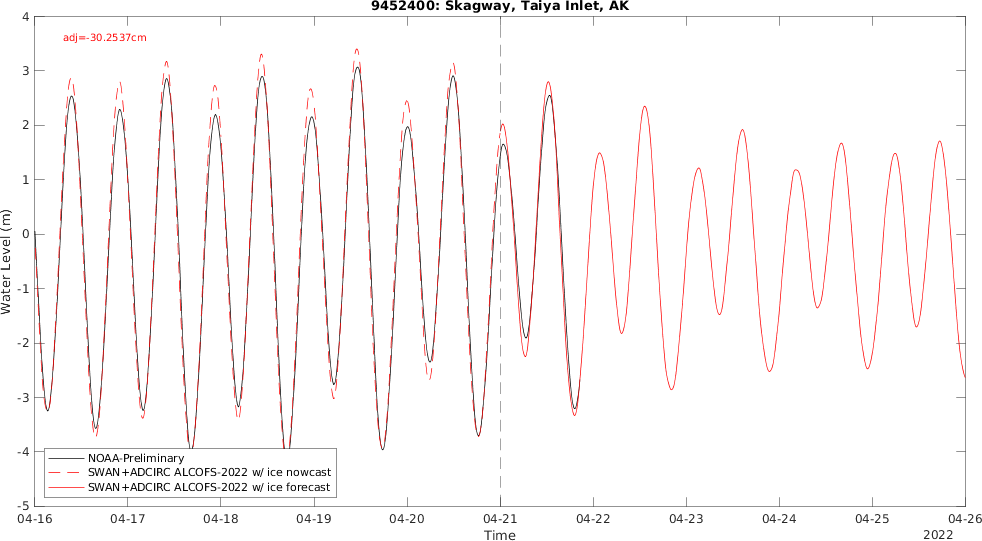 9452400: Skagway, Taiya Inlet, AK
adj=-30.2537cm
4
3
2
1
0
-1
-2
-3
-4
-5
Water Level (m)
NOAA-Preliminary
SWAN+ADCIRC ALCOFS-2022 w/ ice nowcast
SWAN+ADCIRC ALCOFS-2022 w/ ice forecast
04-16 04-17 04-18 04-19 04-20 04-21 04-22 04-23 04-24 04-25 04-26
Time
2022